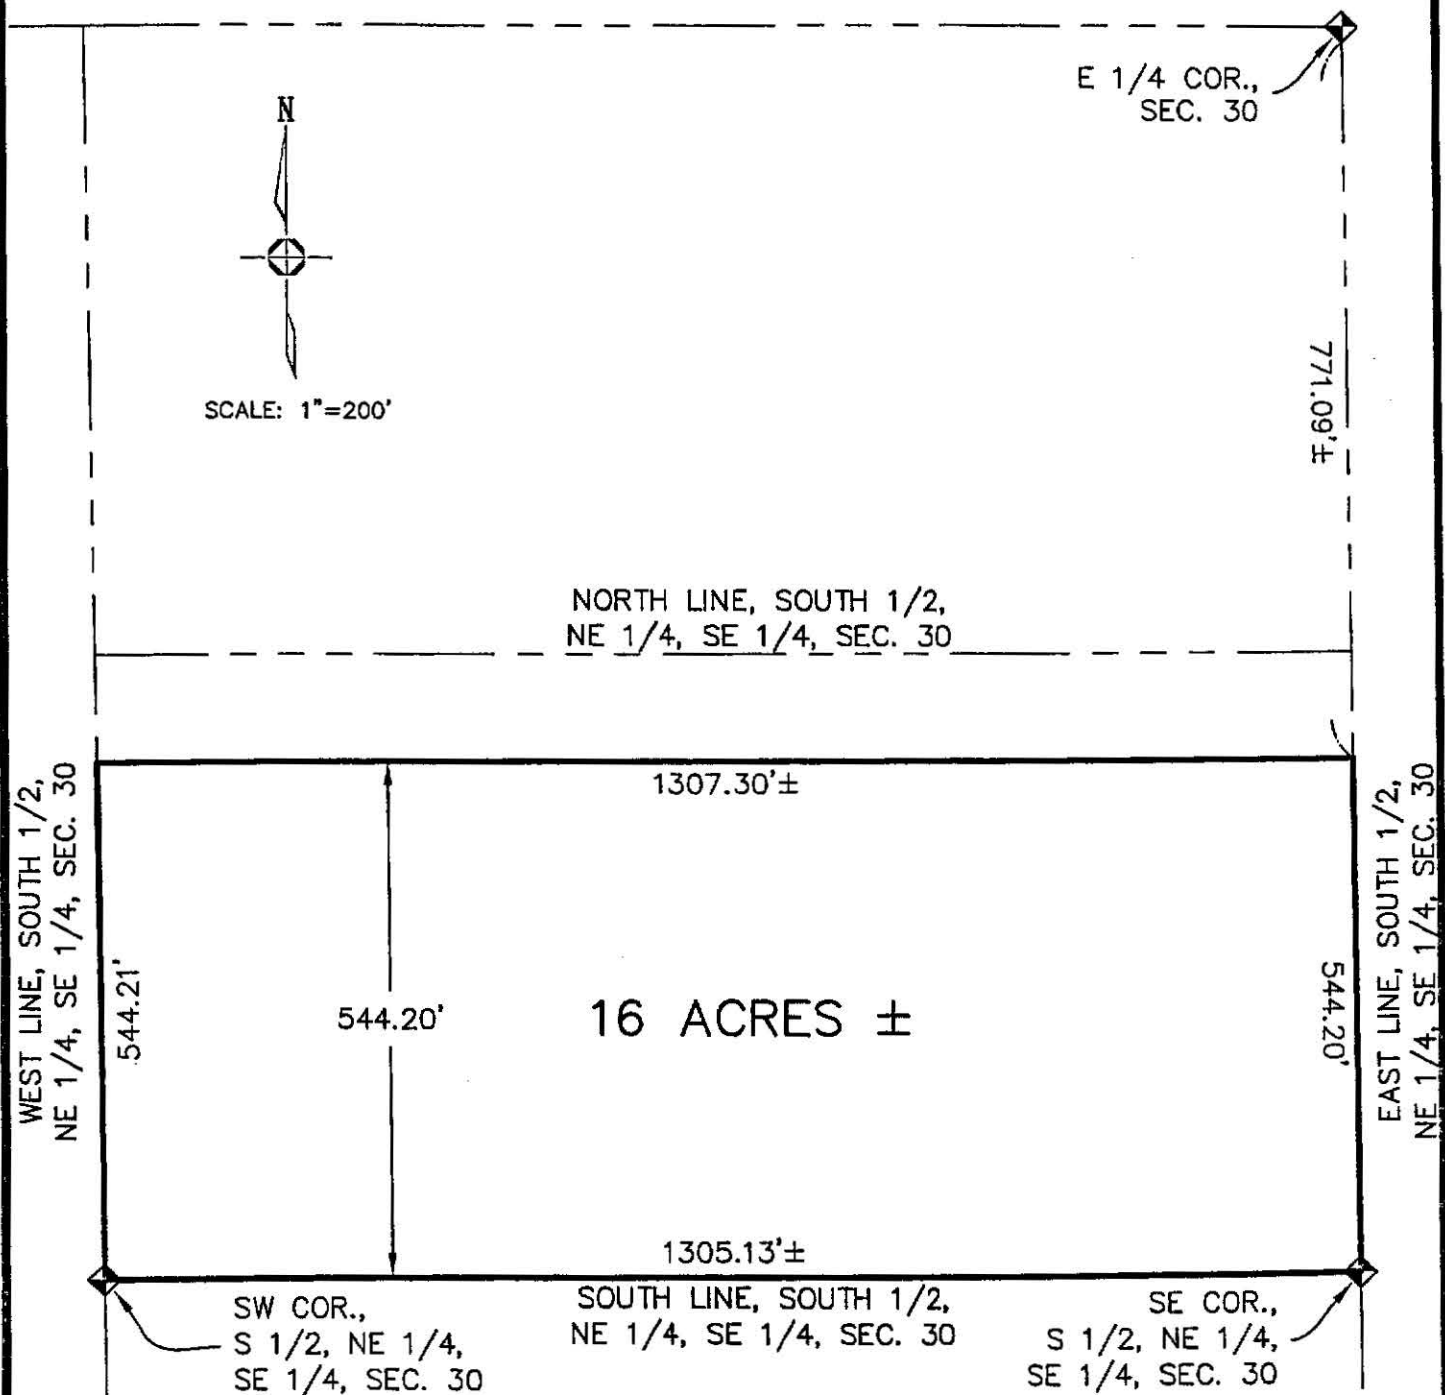 E 1/4 COR.,
SEC. 30
N
SCALE: 1"=200'
771.09'±
NORTH LINE, SOUTH 1/2,
NE 1/4, SE 1/4, SEC. 30
1307.30'±
WEST LINE, SOUTH 1/2,
NE 1/4, SE 1/4, SEC. 30
544.21'
544.20'
16 ACRES ±
544.20'
EAST LINE, SOUTH 1/2,
NE 1/4, SE 1/4, SEC. 30
1305.13'±
SW COR.,
S 1/2, NE 1/4,
SE 1/4, SEC. 30
SOUTH LINE, SOUTH 1/2,
NE 1/4, SE 1/4, SEC. 30
SE COR.,
S 1/2, NE 1/4,
SE 1/4, SEC. 30